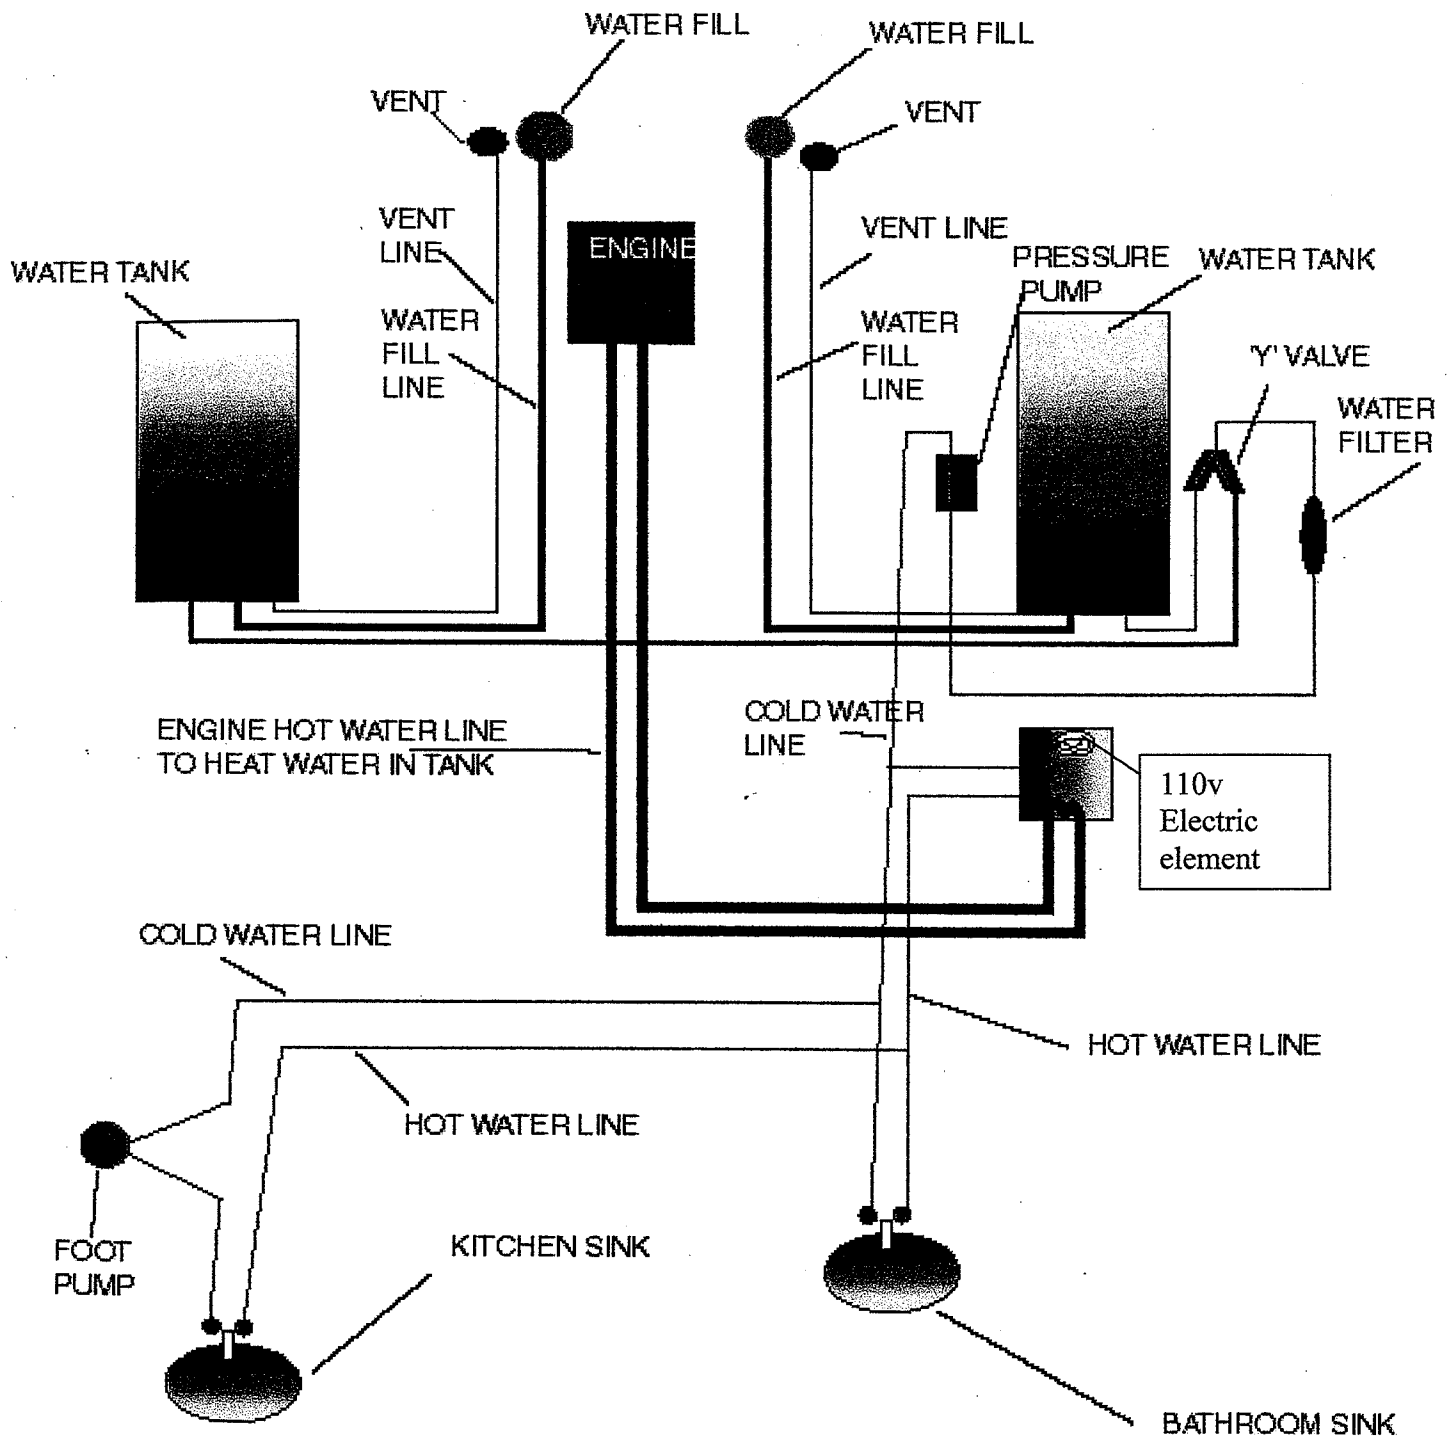 WATER FILL
WATER FILL
VENT
VENT
VENT
LINE
VENT LINE
ENGINE
PRESSURE
PUMP
WATER TANK
WATER TANK
WATER
FILL
LINE
WATER
FILL
LINE
'Y' VALVE
WATER
FILTER
ENGINE HOT WATER LINE
TO HEAT WATER IN TANK
COLD WATER
LINE
110v
Electric
element
COLD WATER LINE
HOT WATER LINE
HOT WATER LINE
FOOT
PUMP
KITCHEN SINK
BATHROOM SINK